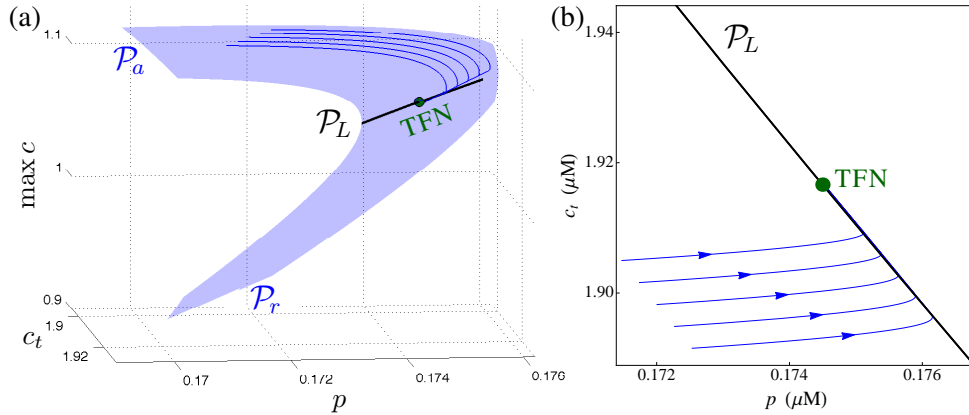 (a)
1.1
𝒫a
𝒫L
TFN
max c
1
𝒫r
0.9
1.9
ct
1.92
0.17
0.172
0.174
0.176
p
(b)
1.94
𝒫L
1.92
TFN
ct (μM)
1.90
0.172
0.174
0.176
p (μM)